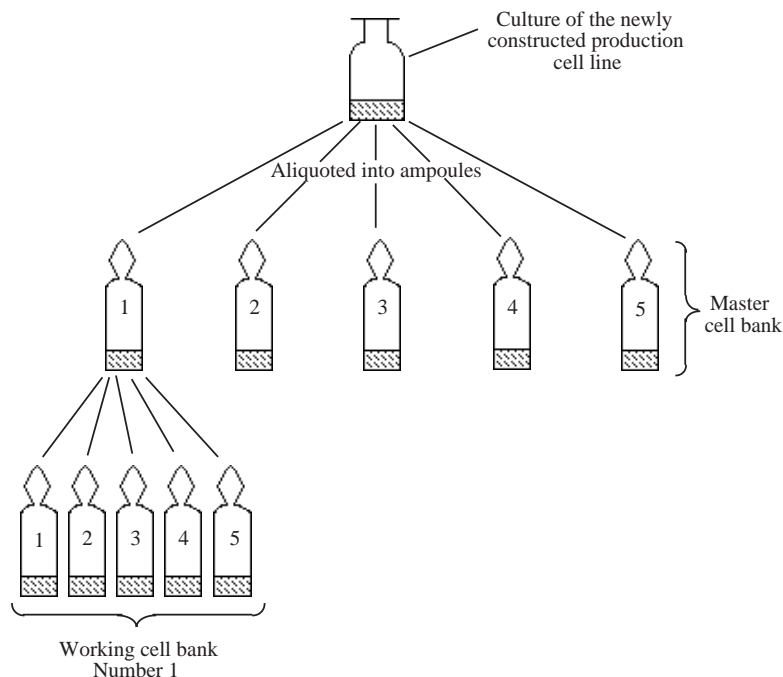 Culture of the newly
constructed production
cell line
Aliquoted into ampoules
1
2
3
4
5
Master
cell bank
1
2
3
4
5
Working cell bank
Number 1